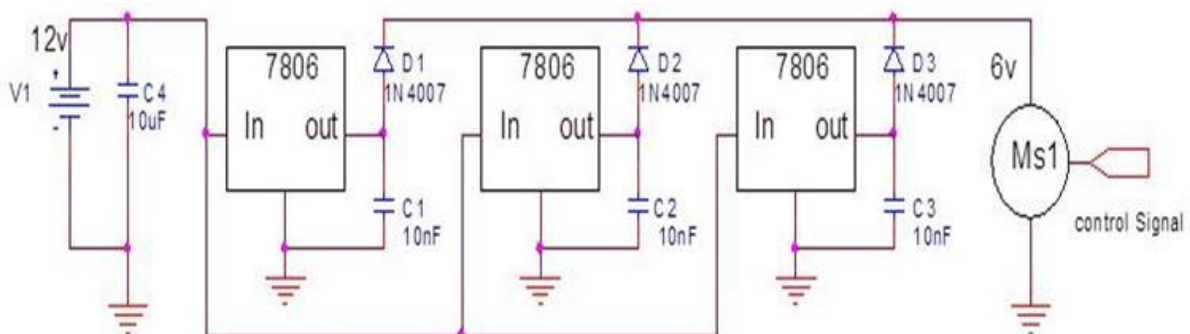 12v
V1
C4
10uF
7806
In out
D1
1N4007
C1
10nF
7806
In out
D2
1N4007
C2
10nF
7806
In out
D3
1N4007
C3
10nF
6v
Ms1
control Signal